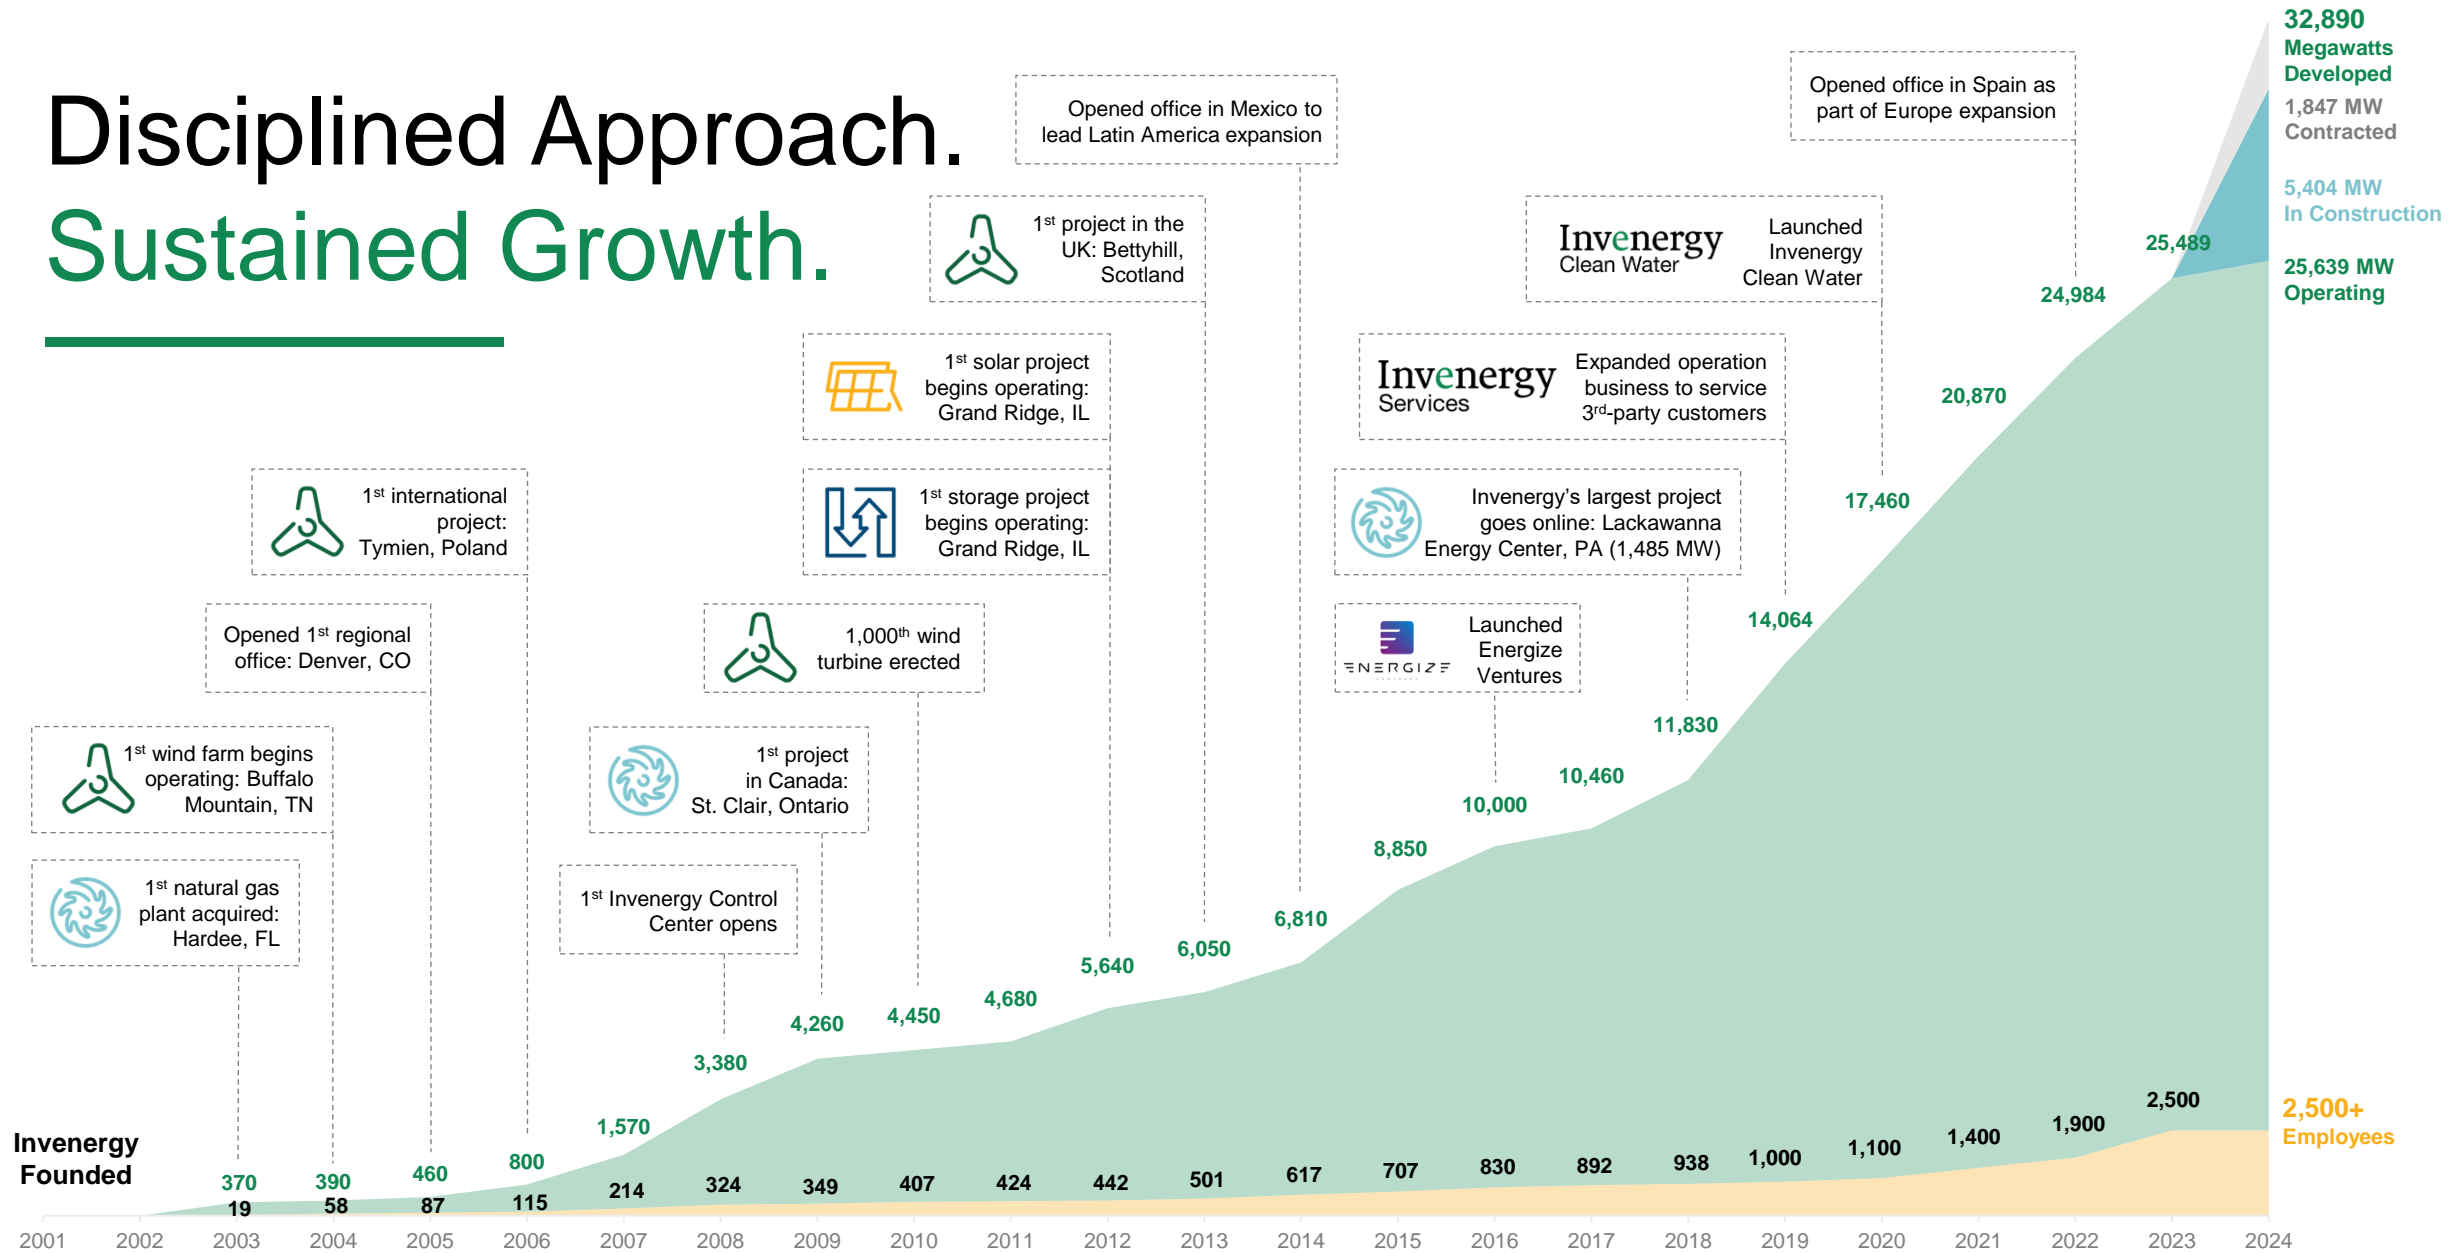 Disciplined Approach.
Sustained Growth.
32,890
Megawatts
Developed
1,847 MW
Contracted
5,404 MW
In Construction
25,639 MW
Operating
2,500+
Employees
Opened office in Spain as
part of Europe expansion
Opened office in Mexico to
lead Latin America expansion
1st project in the
UK: Bettyhill,
Scotland
Invenergy
Clean Water
Launched
Invenergy
Clean Water
1st solar project
begins operating:
Grand Ridge, IL
Invenergy
Services
Expanded operation
business to service
3rd-party customers
1st international
project:
Tymien, Poland
1st storage project
begins operating:
Grand Ridge, IL
Invenergy’s largest project
goes online: Lackawanna
Energy Center, PA (1,485 MW)
Opened 1st regional
office: Denver, CO
1,000th wind
turbine erected
ENERGIZE
Launched
Energize
Ventures
1st wind farm begins
operating: Buffalo
Mountain, TN
1st project
in Canada:
St. Clair, Ontario
1st natural gas
plant acquired:
Hardee, FL
1st Invenergy Control
Center opens
Invenergy
Founded
370
390
460
800
1,570
3,380
4,260
4,450
4,680
5,640
6,050
6,810
8,850
10,000
10,460
11,830
14,064
17,460
20,870
24,984
25,489
19
58
87
115
214
324
349
407
424
442
501
617
707
830
892
938
1,000
1,100
1,400
1,900
2,500
2001 2002 2003 2004 2005 2006 2007 2008 2009 2010 2011 2012 2013 2014 2015 2016 2017 2018 2019 2020 2021 2022 2023 2024